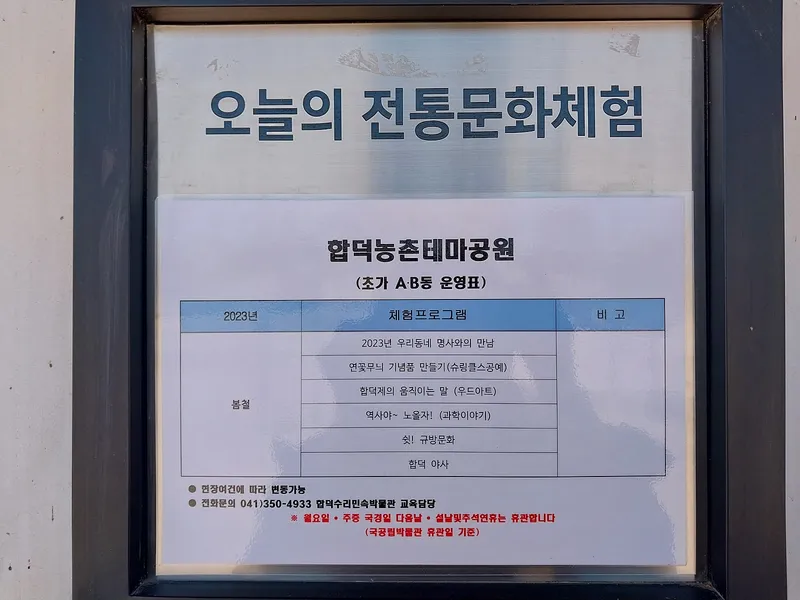 오늘의 전통문화체험
합덕농촌테마공원
(초가 A·B동 운영표)
2023년 체험프로그램 비 고
2023년 우리동네 명사와의 만남
연꽃무늬 기념품 만들기(슈링클스공예)
합덕제의 움직이는 말 (우드아트)
봄철
역사야~ 노올자! (과학이야기)
쉿! 규방문화
합덕 야사
● 현장여건에 따라 변동가능
● 전화문의 041)350-4933 합덕수리민속박물관 교육담당
※ 월요일 • 주중 국경일 다음날 • 설날및추석연휴는 휴관합니다
(국공립박물관 휴관일 기준)